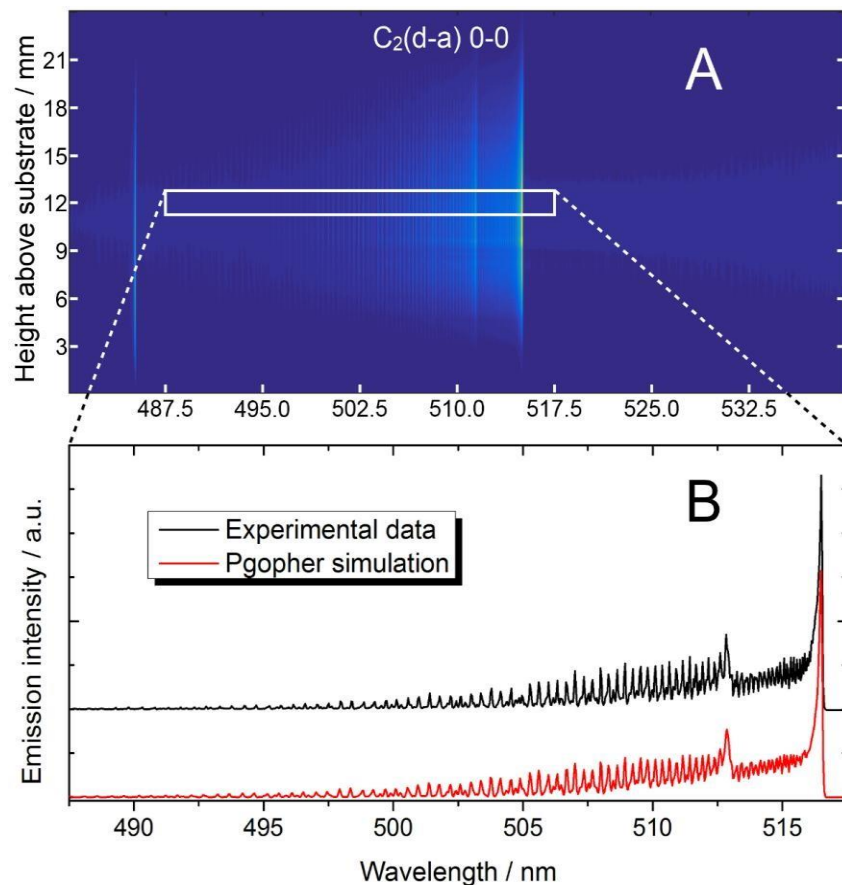 C₂(d-a) 0-0
A
Height above substrate / mm
21
18
15
12
9
6
3
487.5 495.0 502.5 510.0 517.5 525.0 532.5
B
Experimental data
Pgopher simulation
Emission intensity / a.u.
490 495 500 505 510 515
Wavelength / nm